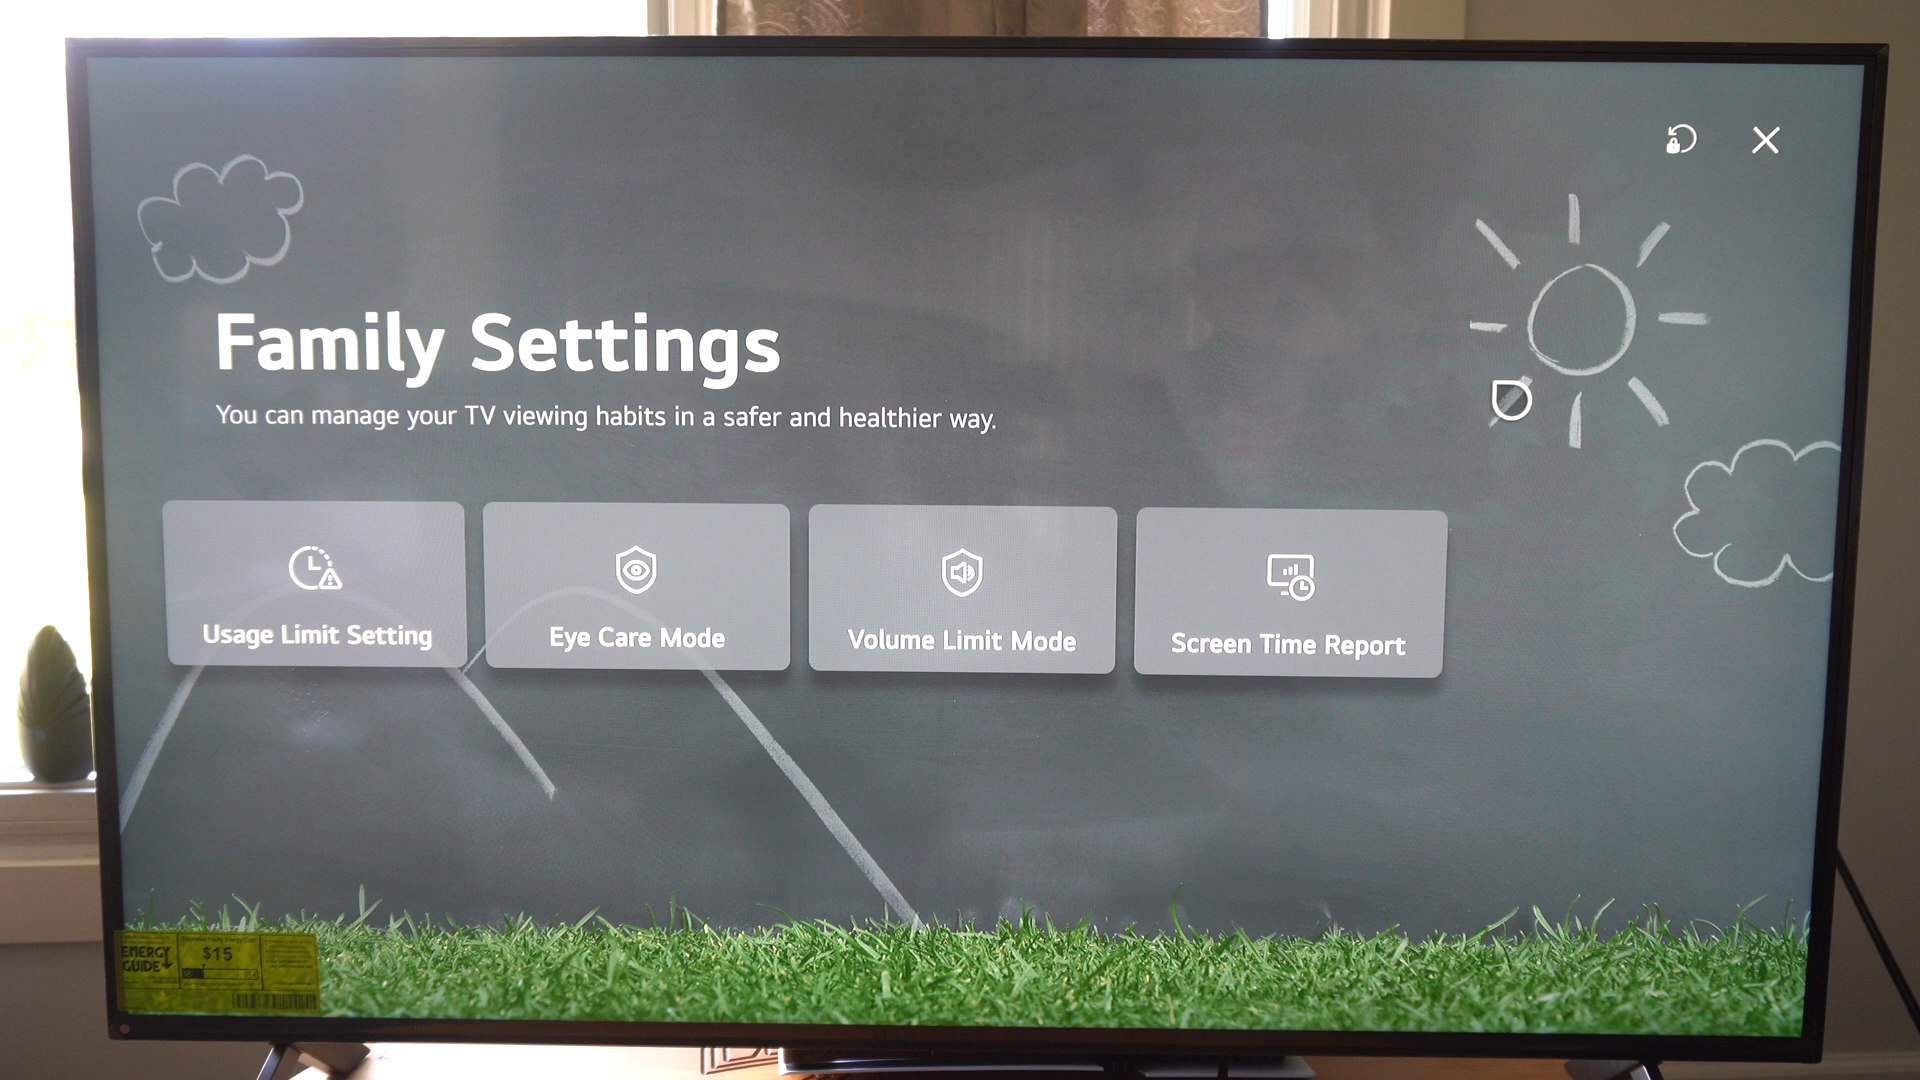 Family Settings
You can manage your TV viewing habits in a safer and healthier way.
Usage Limit Setting
Eye Care Mode
Volume Limit Mode
Screen Time Report
ENERGY
GUIDE
$15